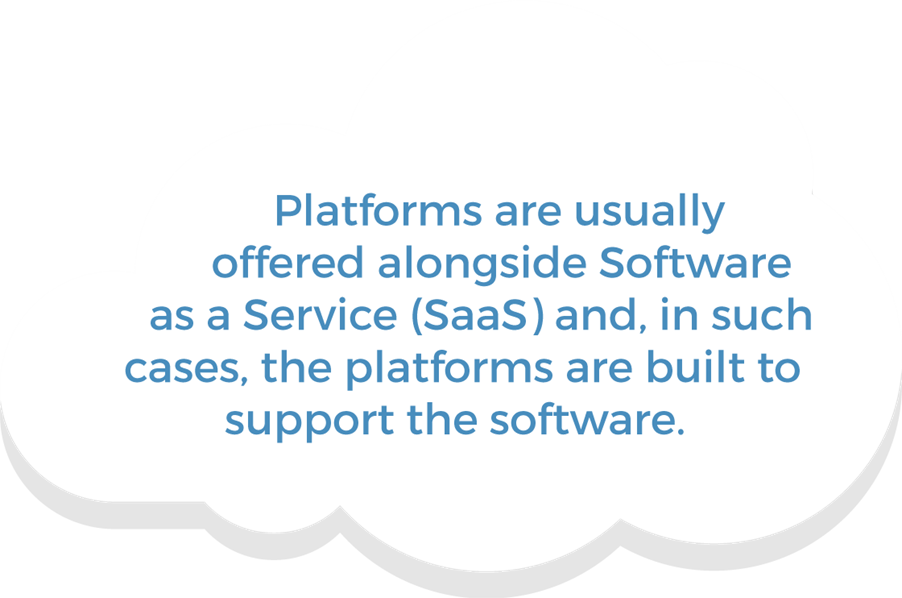 Platforms are usually
offered alongside Software
as a Service (SaaS) and, in such
cases, the platforms are built to
support the software.